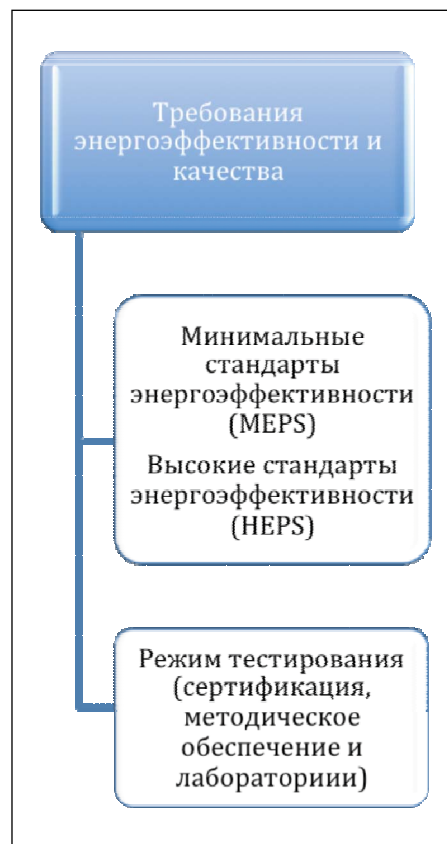 Требования
энергоэффективности и
качества
Минимальные
стандарты
энергоэффективности
(MEPS)
Высокие стандарты
энергоэффективности
(HEPS)
Режим тестирования
(сертификация,
методическое
обеспечение и
лабораториии)